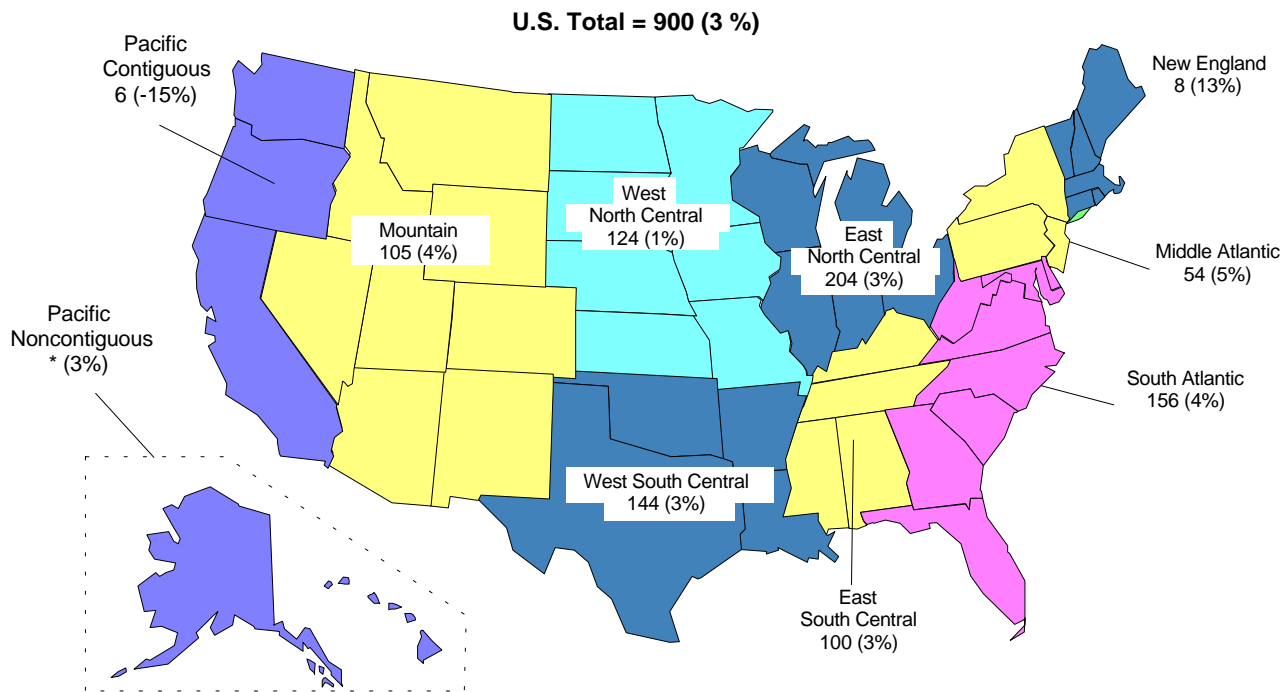 U.S. Total = 900 (3 %)
Pacific
Contiguous
6 (-15%)
New England
8 (13%)
West
North Central
124 (1%)
Mountain
105 (4%)
East
North Central
204 (3%)
Middle Atlantic
54 (5%)
Pacific
Noncontiguous
* (3%)
South Atlantic
156 (4%)
West South Central
144 (3%)
East
South Central
100 (3%)